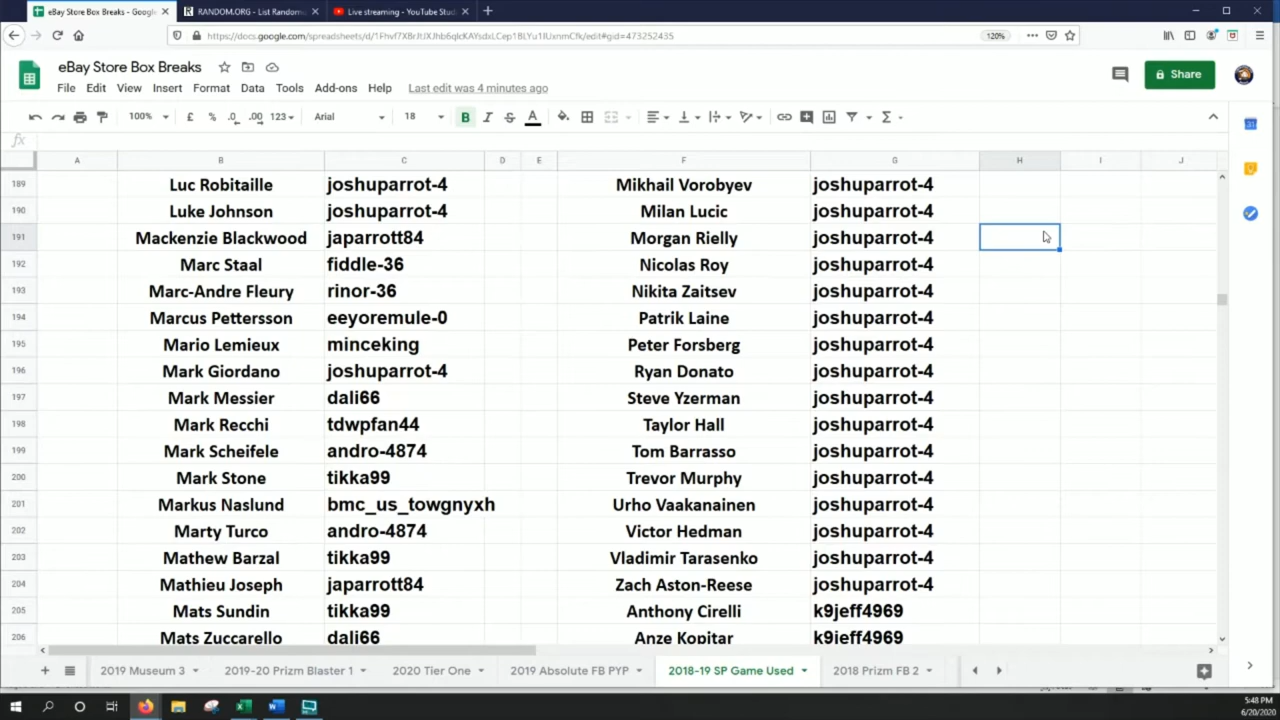 eBay Store Box Breaks - Google
RANDOM.ORG - List Randomi
Live streaming - YouTube Stud
eBay Store Box Breaks
120%
File Edit View Insert Format Data Tools Add-ons Help Last edit was 4 minutes ago
Share
100% £ % .0 .00 123 Arial 18 B I S A
fx
A B C D E F G H I J
189 Luc Robitaille joshuparrot-4 Mikhail Vorobyev joshuparrot-4
190 Luke Johnson joshuparrot-4 Milan Lucic joshuparrot-4
191 Mackenzie Blackwood japarrott84 Morgan Rielly joshuparrot-4
192 Marc Staal fiddle-36 Nicolas Roy joshuparrot-4
193 Marc-Andre Fleury rinor-36 Nikita Zaitsev joshuparrot-4
194 Marcus Pettersson eeyoremule-0 Patrik Laine joshuparrot-4
195 Mario Lemieux minceking Peter Forsberg joshuparrot-4
196 Mark Giordano joshuparrot-4 Ryan Donato joshuparrot-4
197 Mark Messier dali66 Steve Yzerman joshuparrot-4
198 Mark Recchi tdwpfan44 Taylor Hall joshuparrot-4
199 Mark Scheifele andro-4874 Tom Barrasso joshuparrot-4
200 Mark Stone tikka99 Trevor Murphy joshuparrot-4
201 Markus Naslund bmc_us_towgnyxh Urho Vaakanainen joshuparrot-4
202 Marty Turco andro-4874 Victor Hedman joshuparrot-4
203 Mathew Barzal tikka99 Vladimir Tarasenko joshuparrot-4
204 Mathieu Joseph japarrott84 Zach Aston-Reese joshuparrot-4
205 Mats Sundin tikka99 Anthony Cirelli k9jeff4969
206 Mats Zuccarello dali66 Anze Kopitar k9jeff4969
2019 Museum 3 2019-20 Prizm Blaster 1 2020 Tier One 2019 Absolute FB PYP 2018-19 SP Game Used 2018 Prizm FB 2
5:48 PM
6/20/2020